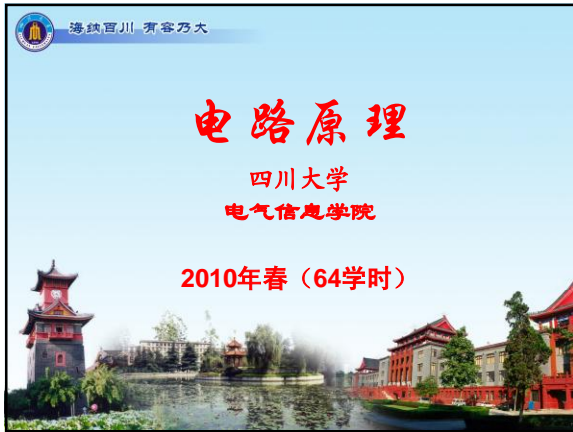 海纳百川 有容乃大
电路原理
四川大学
电气信息学院
2010年春（64学时）